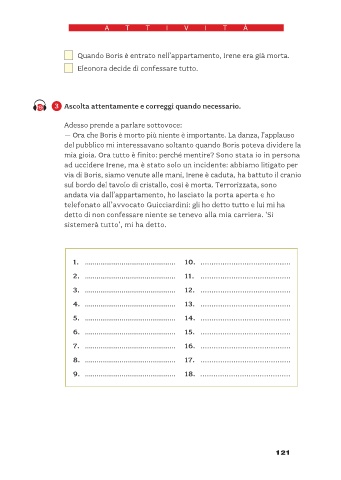 ATTIVITÀ
Quando Boris è entrato nell'appartamento, Irene era già morta.
Eleonora decide di confessare tutto.
3 Ascolta attentamente e correggi quando necessario.
Adesso prende a parlare sottovoce:
— Ora che Boris è morto più niente è importante. La danza, l'applauso
del pubblico mi interessavano soltanto quando Boris poteva dividere la
mia gioia. Ora tutto è finito; perché mentire? Sono stata io in persona
ad uccidere Irene, ma è stato solo un incidente: abbiamo litigato per
via di Boris, siamo venute alle mani, Irene è caduta, ha battuto il cranio
sul bordo del tavolo di cristallo, così è morta. Terrorizzata, sono
andata via dall'appartamento, ho lasciato la porta aperta e ho
telefonato all'avvocato Guicciardini: gli ho detto tutto e lui mi ha
detto di non confessare niente se tenevo alla mia carriera. 'Si
sistemerà tutto', mi ha detto.
1. ............................................ 10. ............................................
2. ............................................ 11. ............................................
3. ............................................ 12. ............................................
4. ............................................ 13. ............................................
5. ............................................ 14. ............................................
6. ............................................ 15. ............................................
7. ............................................ 16. ............................................
8. ............................................ 17. ............................................
9. ............................................ 18. ............................................
121